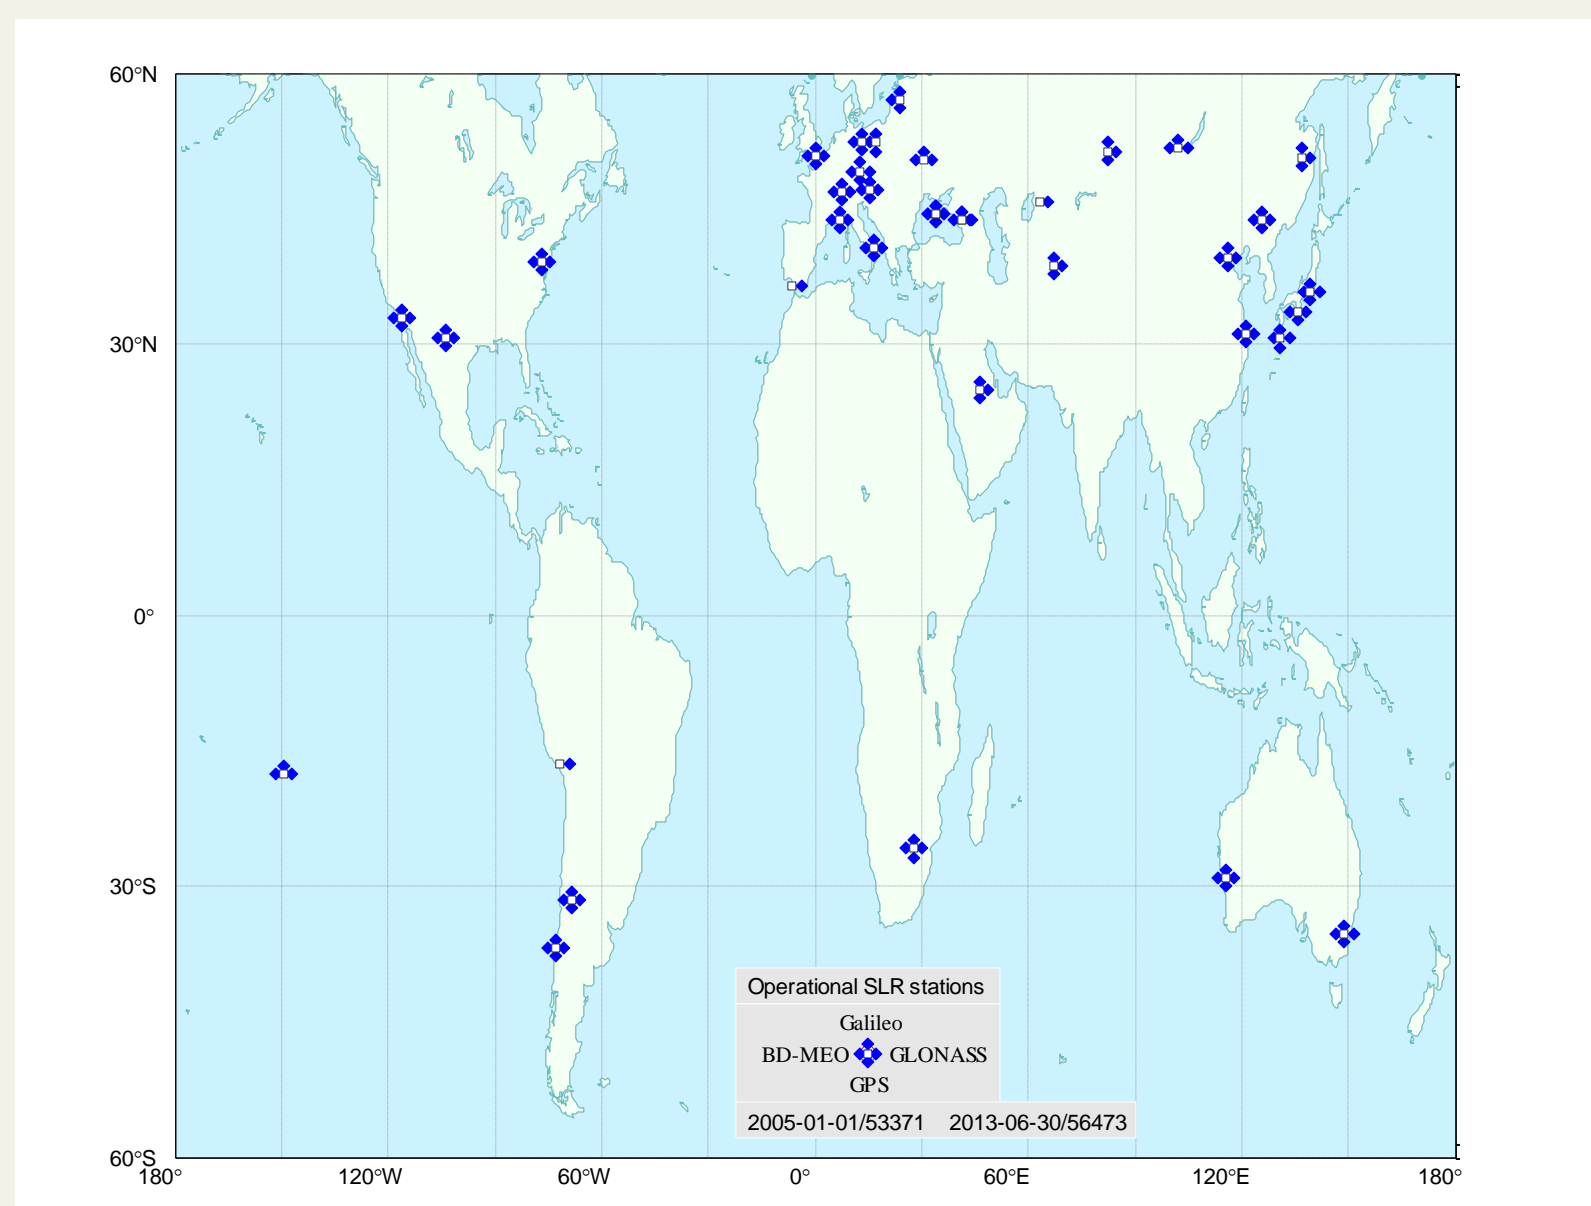 60°N
30°N
0°
30°S
60°S
Operational SLR stations
Galileo
BD-MEO GLONASS
GPS
2005-01-01/53371 2013-06-30/56473
180° 120°W 60°W 0° 60°E 120°E 180°